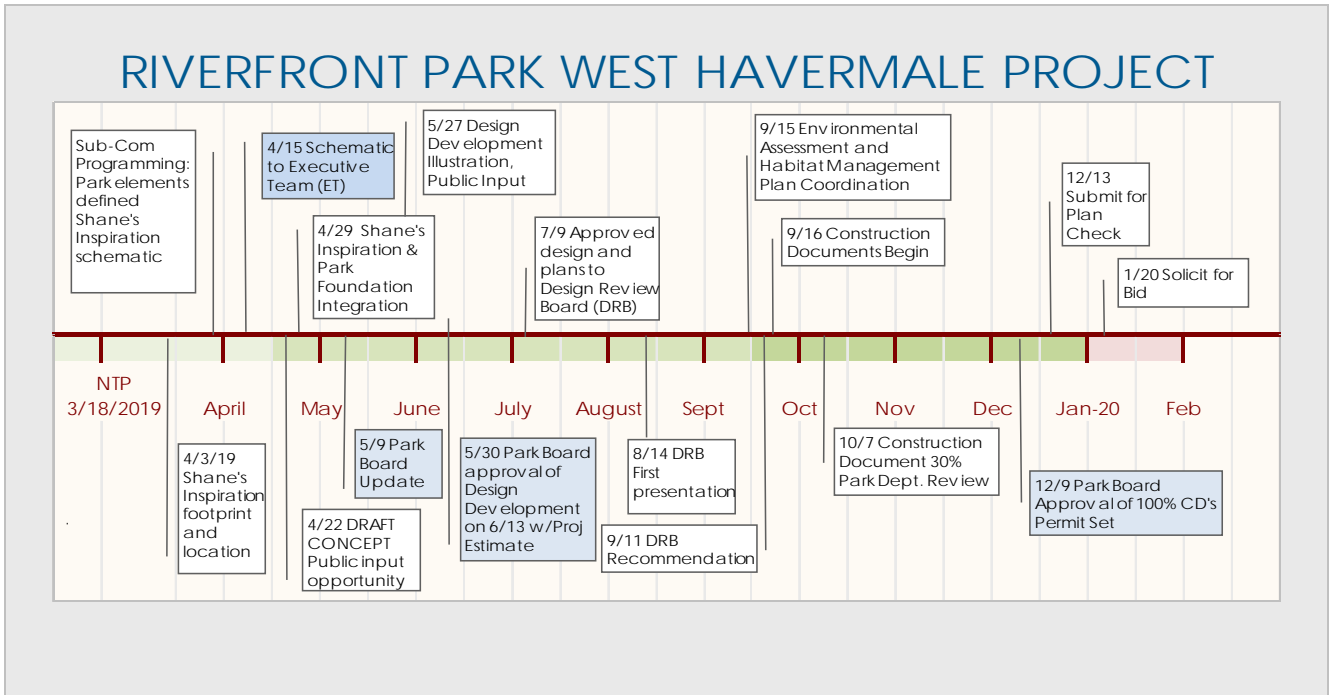 RIVERFRONT PARK WEST HAVERMALE PROJECT
Sub-Com
Programming:
Park elements
defined
Shane's
Inspiration
schematic
4/15 Schematic
to Executive
Team (ET)
4/29 Shane's
Inspiration &
Park
Foundation
Integration
5/27 Design
Development
Illustration,
Public Input
7/9 Approved
design and
plans to
Design Review
Board (DRB)
9/15 Environmental
Assessment and
Habitat Management
Plan Coordination
9/16 Construction
Documents Begin
12/13
Submit for
Plan
Check
1/20 Solicit for
Bid
NTP
3/18/2019
April
May
June
July
August
Sept
Oct
Nov
Dec
Jan-20
Feb
4/3/19
Shane's
Inspiration
footprint
and
location
4/22 DRAFT
CONCEPT
Public input
opportunity
5/9 Park
Board
Update
5/30 Park Board
approval of
Design
Development
on 6/13 w/Proj
Estimate
8/14 DRB
First
presentation
9/11 DRB
Recommendation
10/7 Construction
Document 30%
Park Dept. Review
12/9 Park Board
Approval of 100% CD's
Permit Set